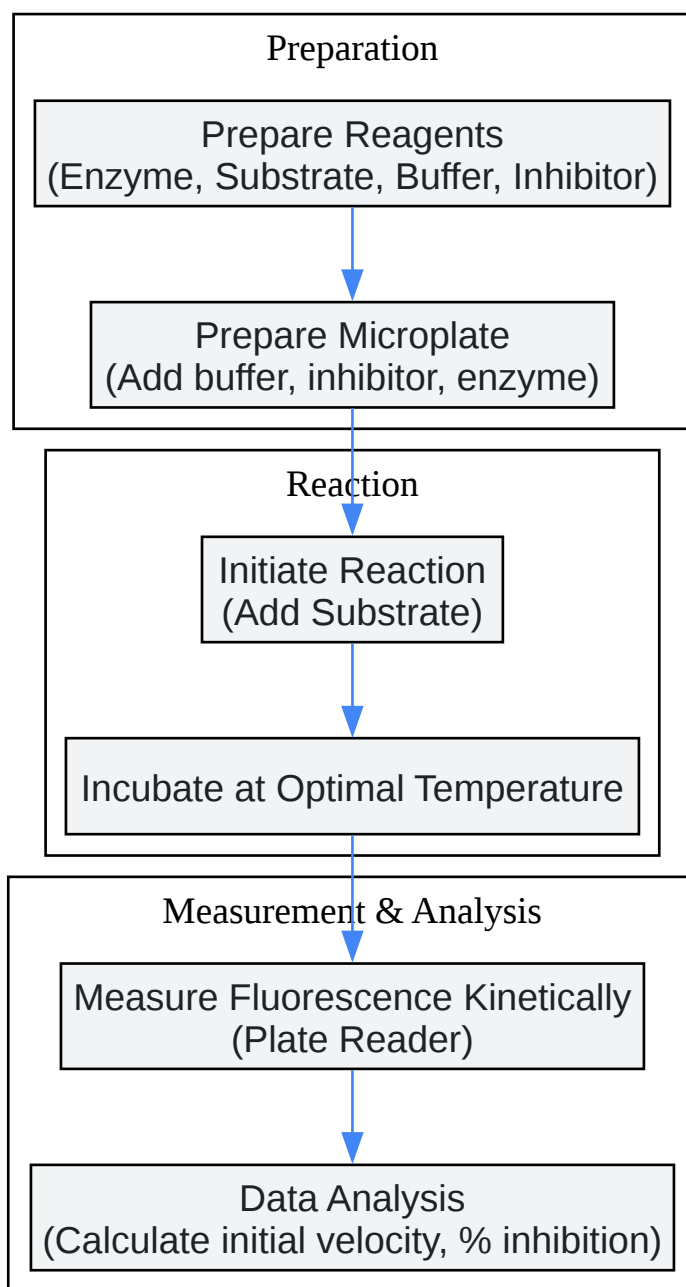 Preparation
Prepare Reagents
(Enzyme, Substrate, Buffer, Inhibitor)
Prepare Microplate
(Add buffer, inhibitor, enzyme)
Reaction
Initiate Reaction
(Add Substrate)
Incubate at Optimal Temperature
Measurement & Analysis
Measure Fluorescence Kinetically
(Plate Reader)
Data Analysis
(Calculate initial velocity, % inhibition)